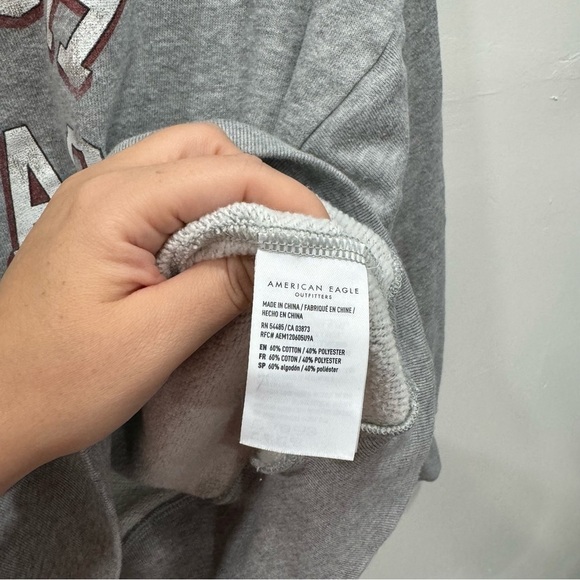 AMERICAN EAGLE
OUTFITTERS
MADE IN CHINA / FABRIQUÉ EN CHINE /
HECHO EN CHINA
RN 54485/CA 03873
RFC# AEM120605U9A
EN 60% COTTON / 40% POLYESTER
FR 60% COTON / 40% POLYESTER
SP 60% algodón / 40% poliéster